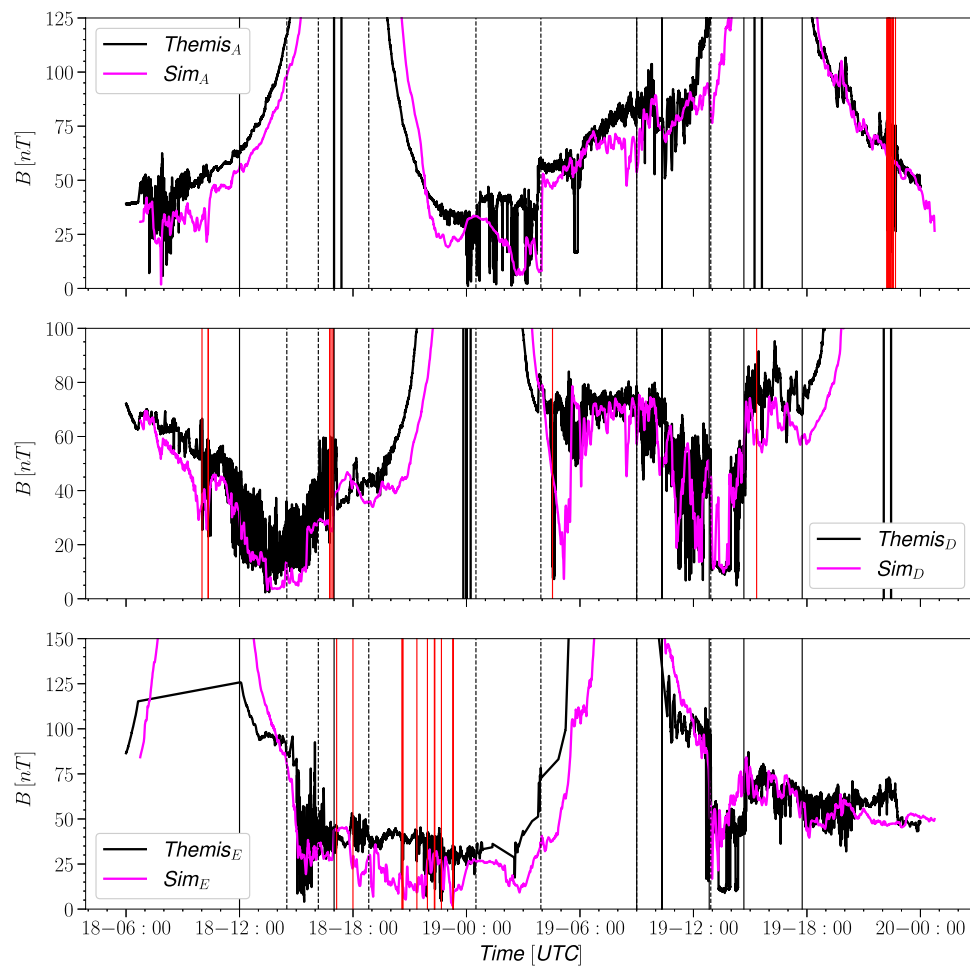 B [nT]
125
100
75
50
25
0
Themis_A
Sim_A
B [nT]
100
80
60
40
20
0
Themis_D
Sim_D
B [nT]
150
125
100
75
50
25
0
Themis_E
Sim_E
18−06 : 00 18−12 : 00 18−18 : 00 19−00 : 00 19−06 : 00 19−12 : 00 19−18 : 00 20−00 : 00
Time [UTC]